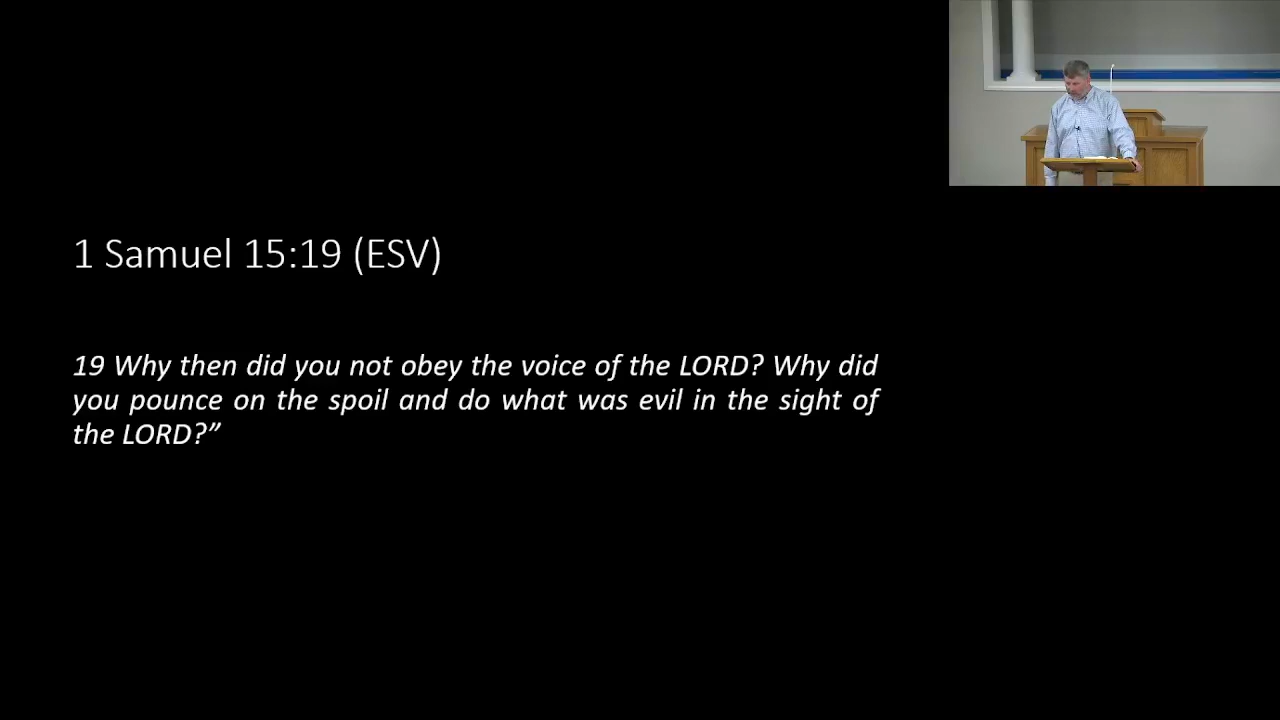 1 Samuel 15:19 (ESV)
19 Why then did you not obey the voice of the LORD? Why did
you pounce on the spoil and do what was evil in the sight of
the LORD?”